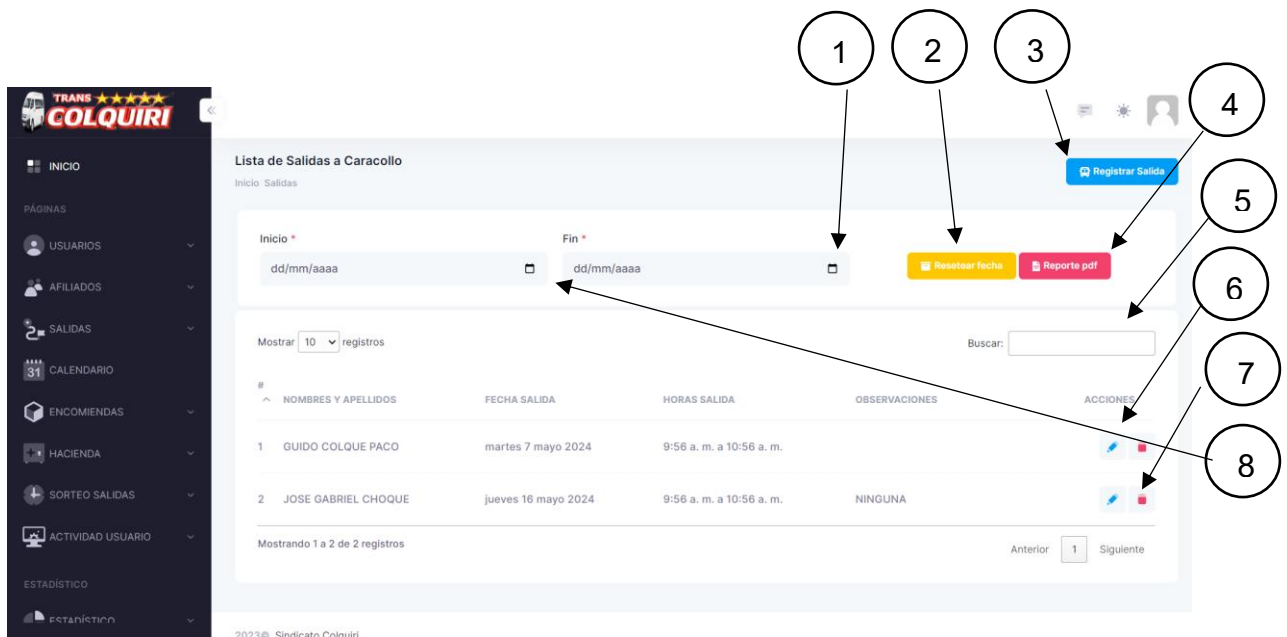 1
2
3
4
5
6
7
8
TRANS
COLQUIRI
INICIO
PÁGINAS
USUARIOS
AFILIADOS
SALIDAS
31 CALENDARIO
ENCOMIENDAS
HACIENDA
SORTEO SALIDAS
ACTIVIDAD USUARIO
ESTADÍSTICO
ESTADÍSTICO
Lista de Salidas a Caracollo
Inicio Salidas
Registrar Salida
Inicio * Fin *
dd/mm/aaaa dd/mm/aaaa Resetear fecha Reporte pdf
Mostrar 10 registros Buscar:
# NOMBRES Y APELLIDOS FECHA SALIDA HORAS SALIDA OBSERVACIONES ACCIONES
1 GUIDO COLQUE PACO martes 7 mayo 2024 9:56 a. m. a 10:56 a. m.
2 JOSE GABRIEL CHOQUE jueves 16 mayo 2024 9:56 a. m. a 10:56 a. m. NINGUNA
Mostrando 1 a 2 de 2 registros Anterior 1 Siguiente
2023© Sindicato Colquiri